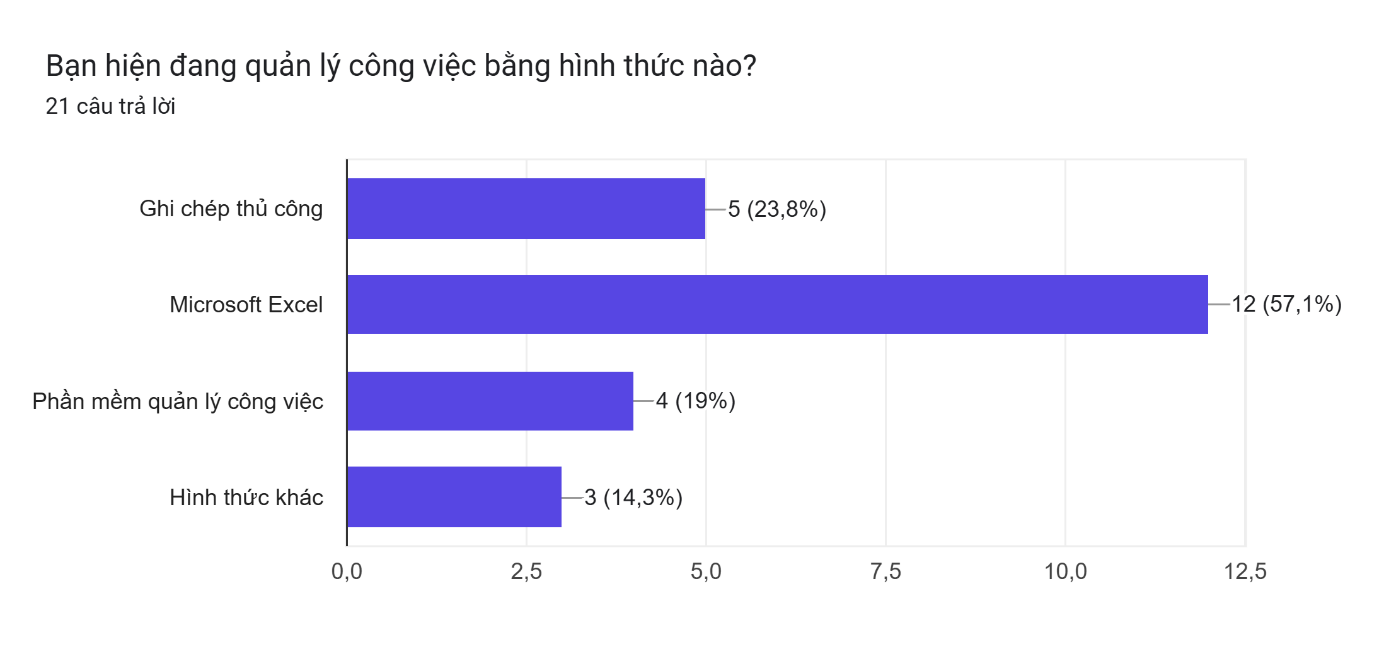 Bạn hiện đang quản lý công việc bằng hình thức nào?
21 câu trả lời
Ghi chép thủ công
5 (23,8%)
Microsoft Excel
12 (57,1%)
Phần mềm quản lý công việc
4 (19%)
Hình thức khác
3 (14,3%)
0,0 2,5 5,0 7,5 10,0 12,5